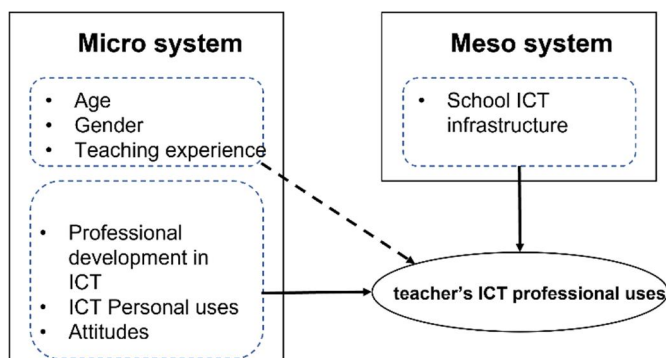 Micro system
• Age
• Gender
• Teaching experience
• Professional
development in
ICT
• ICT Personal uses
• Attitudes
Meso system
• School ICT
infrastructure
teacher's ICT professional uses